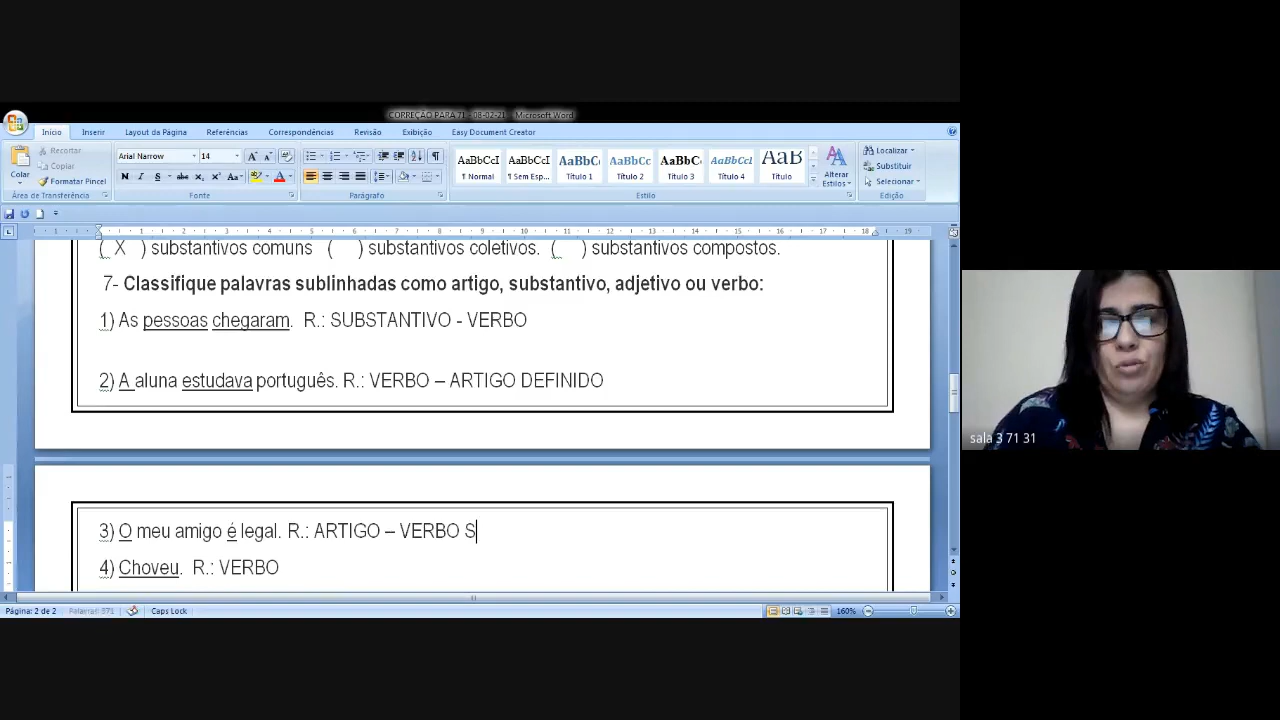 CORREÇÃO PARA 71 - 08-02-21 - Microsoft Word
Início Inserir Layout da Página Referências Correspondências Revisão Exibição Easy Document Creator
Colar
Recortar
Copiar
Formatar Pincel
Área de Transferência
Arial Narrow 14
Fonte
Parágrafo
AaBbCcI AaBbCcI AaBbC AaBbCc AaBbC AaBbCcI AaB
¶ Normal ¶ Sem Esp... Título 1 Título 2 Título 3 Título 4 Título
Alterar Estilos
Estilo
Localizar
Substituir
Selecionar
Edição
( X ) substantivos comuns ( ) substantivos coletivos. ( ) substantivos compostos.
7- Classifique palavras sublinhadas como artigo, substantivo, adjetivo ou verbo:
1) As pessoas chegaram. R.: SUBSTANTIVO - VERBO
2) A aluna estudava português. R.: VERBO – ARTIGO DEFINIDO
3) O meu amigo é legal. R.: ARTIGO – VERBO S
4) Choveu. R.: VERBO
Página: 2 de 2 Palavras: 371 Caps Lock 160%
sala 3 71 31